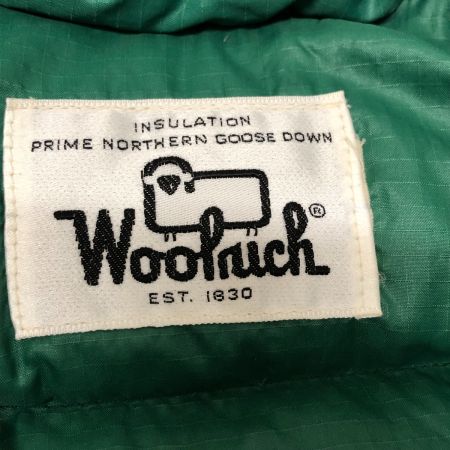 INSULATION
PRIME NORTHERN GOOSE DOWN
Woolrich ®
EST. 1830